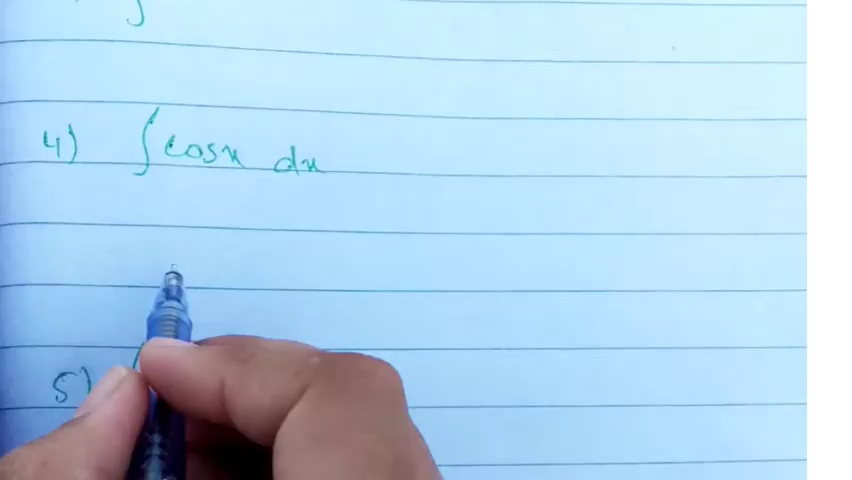 4) ∫ cosx dx
5)